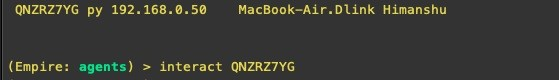 QNZRZ7YG py 192.168.0.50    MacBook-Air.Dlink Himanshu
(Empire: agents) > interact QNZRZ7YG